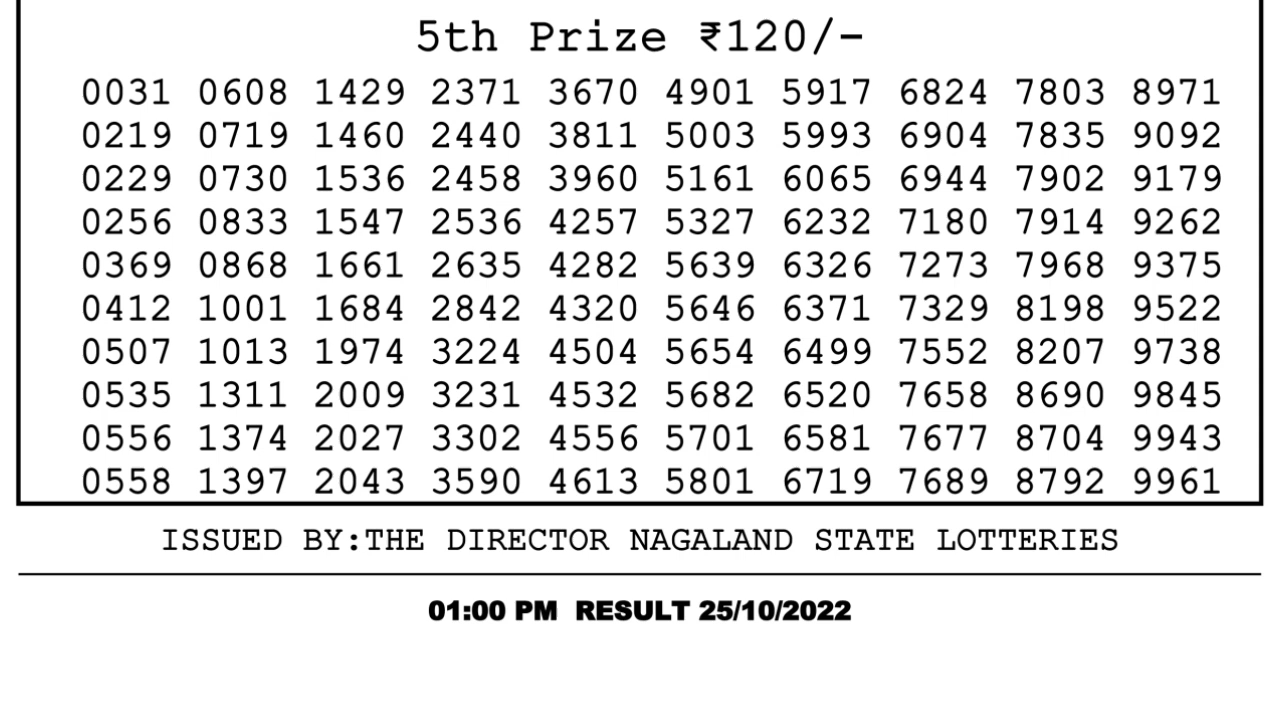 5th Prize ₹120/-
0031 0608 1429 2371 3670 4901 5917 6824 7803 8971
0219 0719 1460 2440 3811 5003 5993 6904 7835 9092
0229 0730 1536 2458 3960 5161 6065 6944 7902 9179
0256 0833 1547 2536 4257 5327 6232 7180 7914 9262
0369 0868 1661 2635 4282 5639 6326 7273 7968 9375
0412 1001 1684 2842 4320 5646 6371 7329 8198 9522
0507 1013 1974 3224 4504 5654 6499 7552 8207 9738
0535 1311 2009 3231 4532 5682 6520 7658 8690 9845
0556 1374 2027 3302 4556 5701 6581 7677 8704 9943
0558 1397 2043 3590 4613 5801 6719 7689 8792 9961
ISSUED BY:THE DIRECTOR NAGALAND STATE LOTTERIES
01:00 PM RESULT 25/10/2022